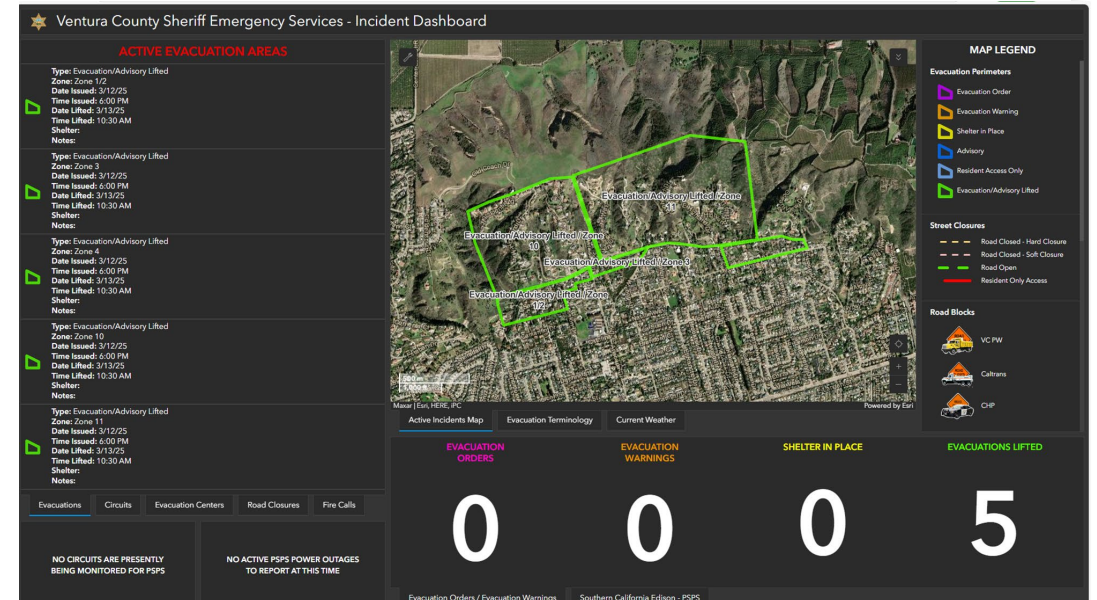 Ventura County Sheriff Emergency Services - Incident Dashboard
ACTIVE EVACUATION AREAS
Type: Evacuation/Advisory Lifted
Zone: Zone 1/2
Date Issued: 3/12/25
Time Issued: 6:00 PM
Date Lifted: 3/13/25
Time Lifted: 10:30 AM
Shelter:
Notes:
Type: Evacuation/Advisory Lifted
Zone: Zone 3
Date Issued: 3/12/25
Time Issued: 6:00 PM
Date Lifted: 3/13/25
Time Lifted: 10:30 AM
Shelter:
Notes:
Type: Evacuation/Advisory Lifted
Zone: Zone 4
Date Issued: 3/12/25
Time Issued: 6:00 PM
Date Lifted: 3/13/25
Time Lifted: 10:30 AM
Shelter:
Notes:
Type: Evacuation/Advisory Lifted
Zone: Zone 10
Date Issued: 3/12/25
Time Issued: 6:00 PM
Date Lifted: 3/13/25
Time Lifted: 10:30 AM
Shelter:
Notes:
Type: Evacuation/Advisory Lifted
Zone: Zone 11
Date Issued: 3/12/25
Time Issued: 6:00 PM
Date Lifted: 3/13/25
Time Lifted: 10:30 AM
Shelter:
Notes:
Evacuations
Circuits
Evacuation Centers
Road Closures
Fire Calls
NO CIRCUITS ARE PRESENTLY
BEING MONITORED FOR PSPS
NO ACTIVE PSPS POWER OUTAGES
TO REPORT AT THIS TIME
Evacuation/Advisory Lifted /Zone
11
Evacuation/Advisory Lifted /Zone
10
Evacuation/Advisory Lifted /Zone 3
Evacuation/Advisory Lifted /Zone
1/2
Maxar | Esri, HERE, iPC
Powered by Esri
Active Incidents Map
Evacuation Terminology
Current Weather
MAP LEGEND
Evacuation Perimeters
Evacuation Order
Evacuation Warning
Shelter in Place
Advisory
Resident Access Only
Evacuation/Advisory Lifted
Street Closures
Road Closed - Hard Closure
Road Closed - Soft Closure
Road Open
Resident Only Access
Road Blocks
VC PW
Caltrans
CHP
EVACUATION
ORDERS
0
EVACUATION
WARNINGS
0
SHELTER IN PLACE
0
EVACUATIONS LIFTED
5
Evacuation Orders / Evacuation Warnings
Southern California Edison - PSPS